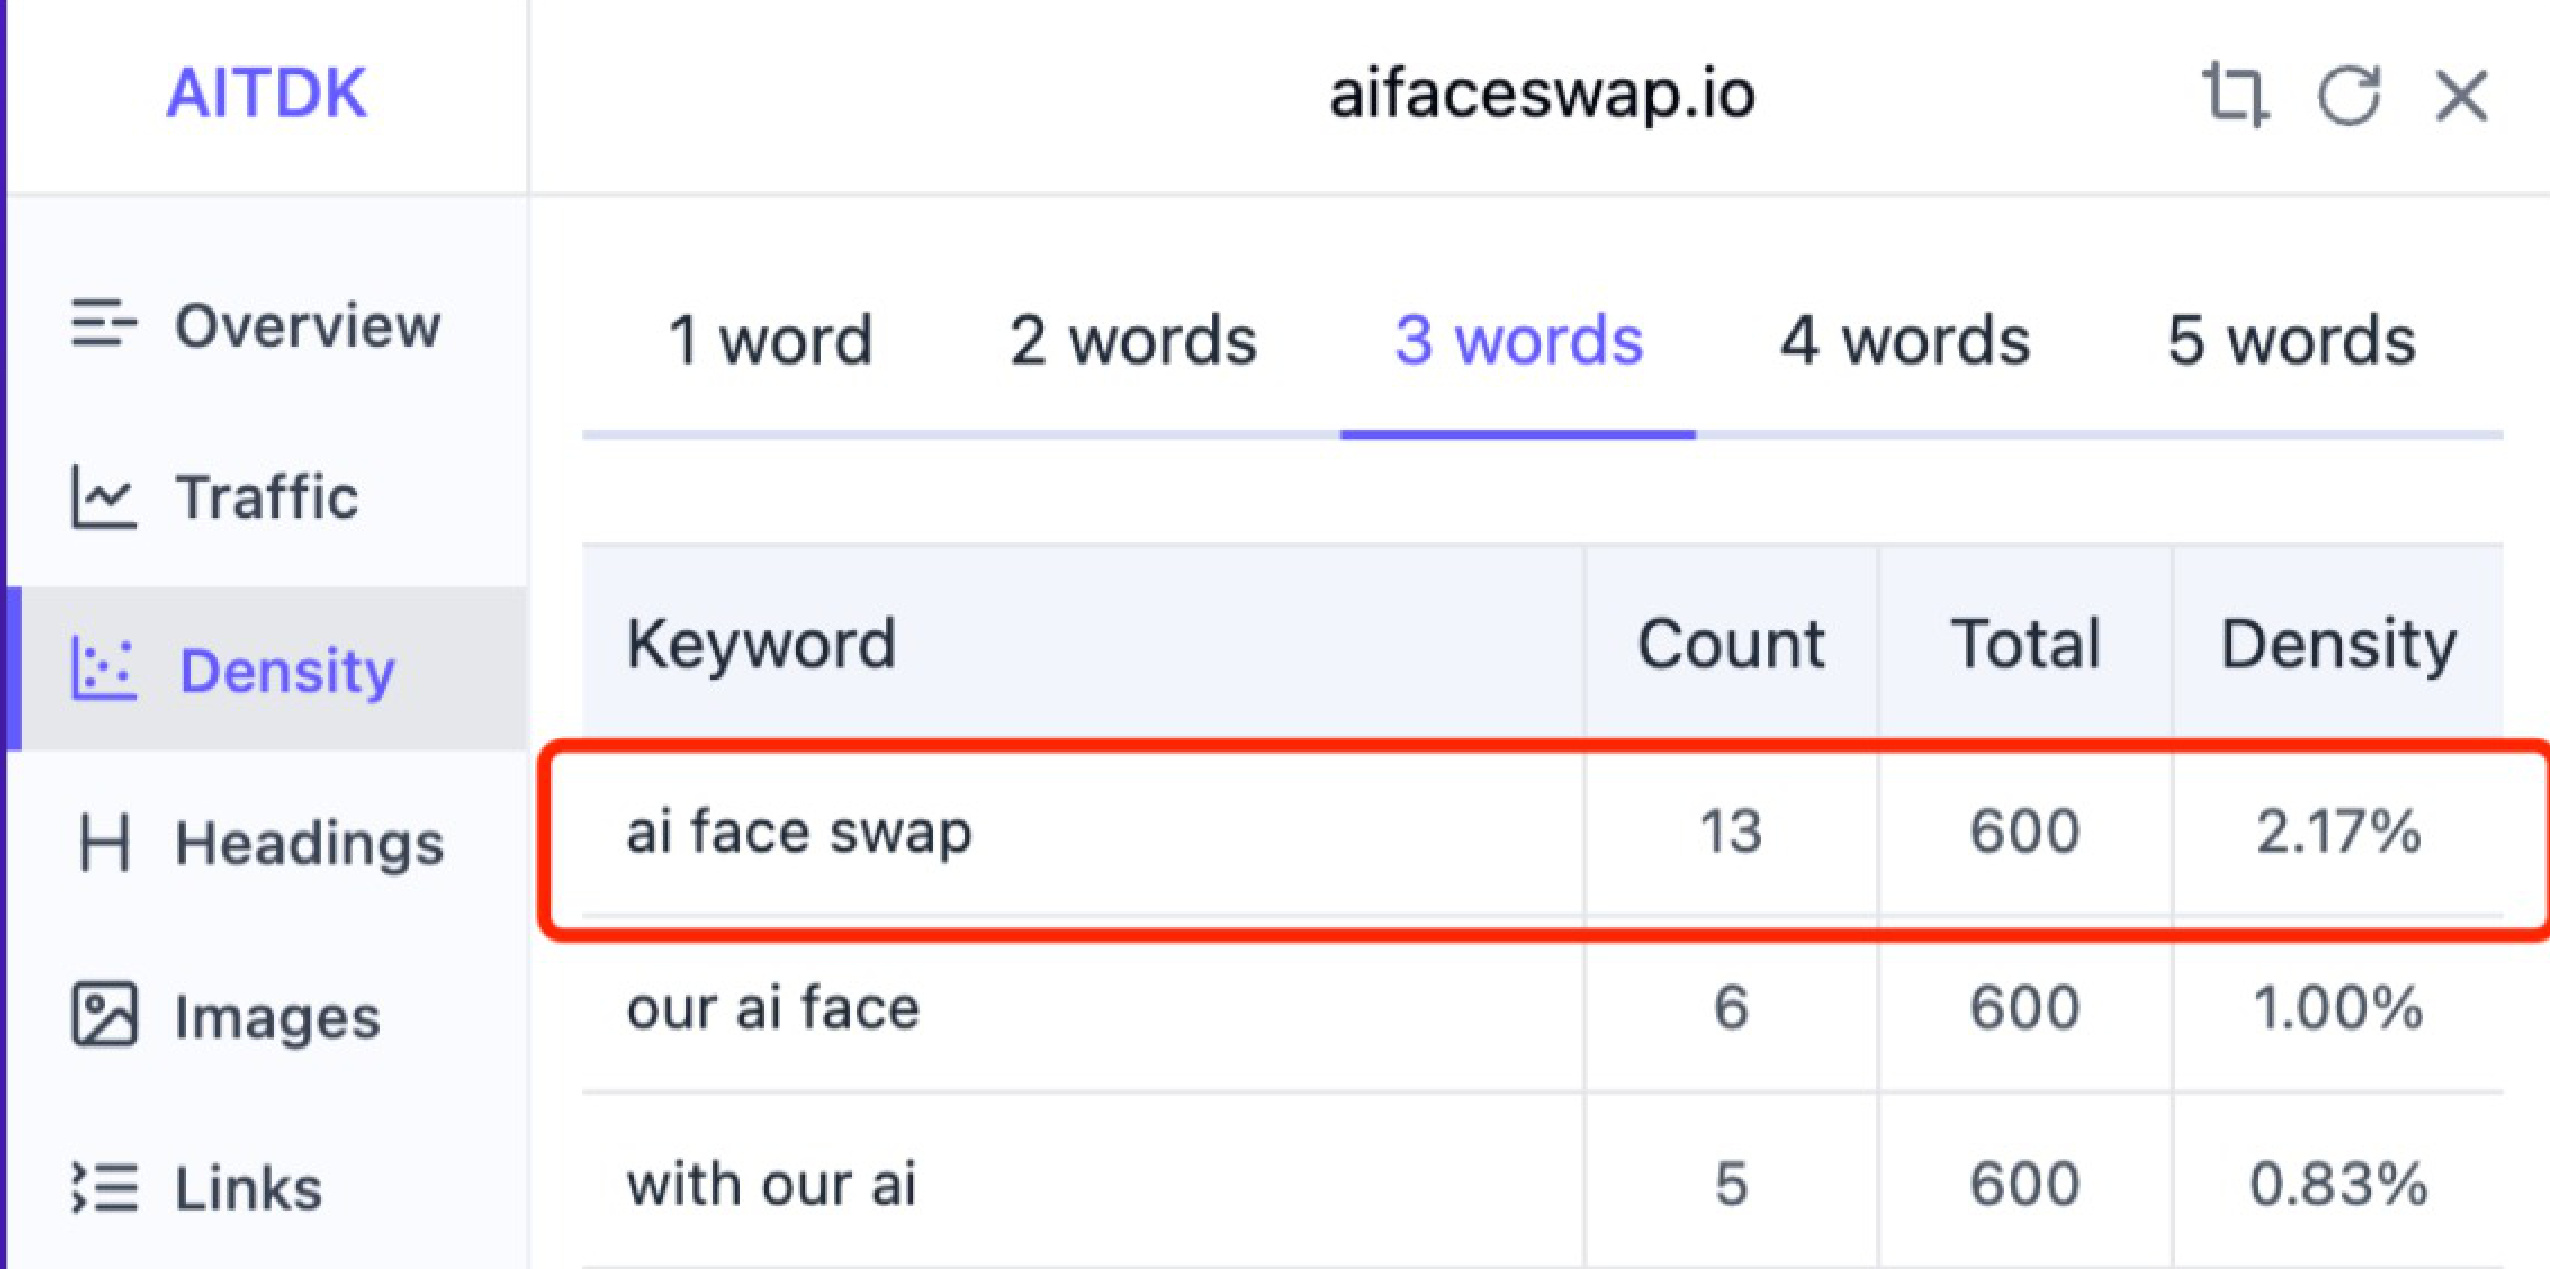 AITDK
aifaceswap.io
Overview
Traffic
Density
Headings
Images
Links
1 word 2 words 3 words 4 words 5 words
Keyword Count Total Density
ai face swap 13 600 2.17%
our ai face 6 600 1.00%
with our ai 5 600 0.83%